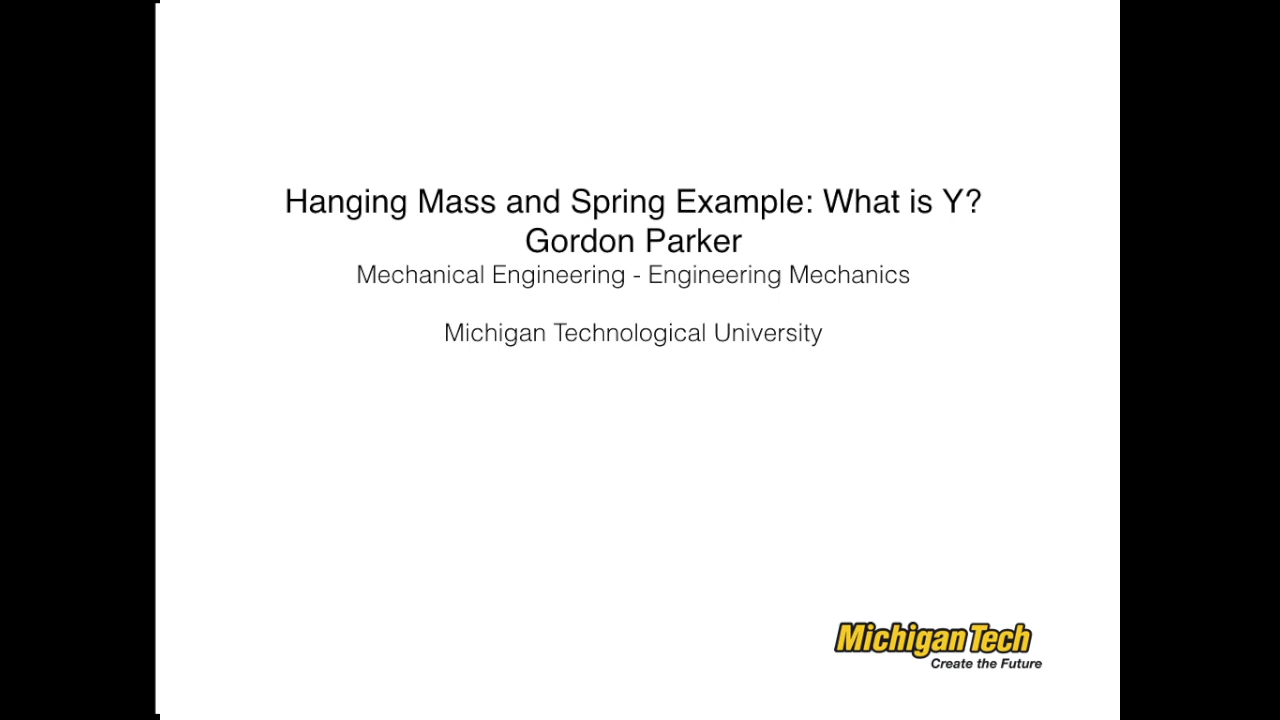 Hanging Mass and Spring Example: What is Y?
Gordon Parker
Mechanical Engineering - Engineering Mechanics
Michigan Technological University
Michigan Tech
Create the Future